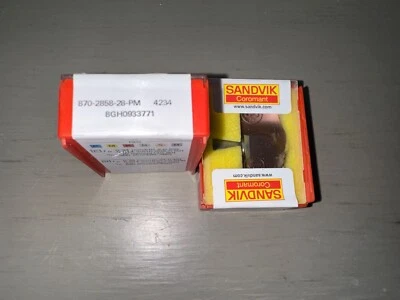 870-2858-28-PM 4234
BGH0933771
SANDVIK
Coromant
www.sandvik.com
SANDVIK
Coromant
www.sandvik.com